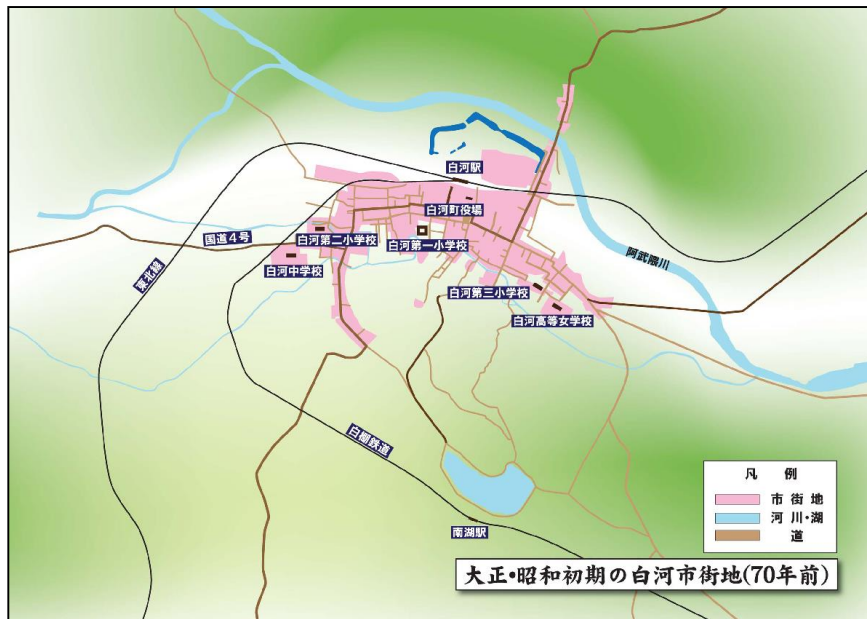 白河駅
白河町役場
国道4号
白河第二小学校
白河第一小学校
白河中学校
東北線
阿武隈川
白河第三小学校
白河高等女学校
白棚鉄道
南湖駅
凡 例
市街地
河川・湖
道
大正・昭和初期の白河市街地(70年前)